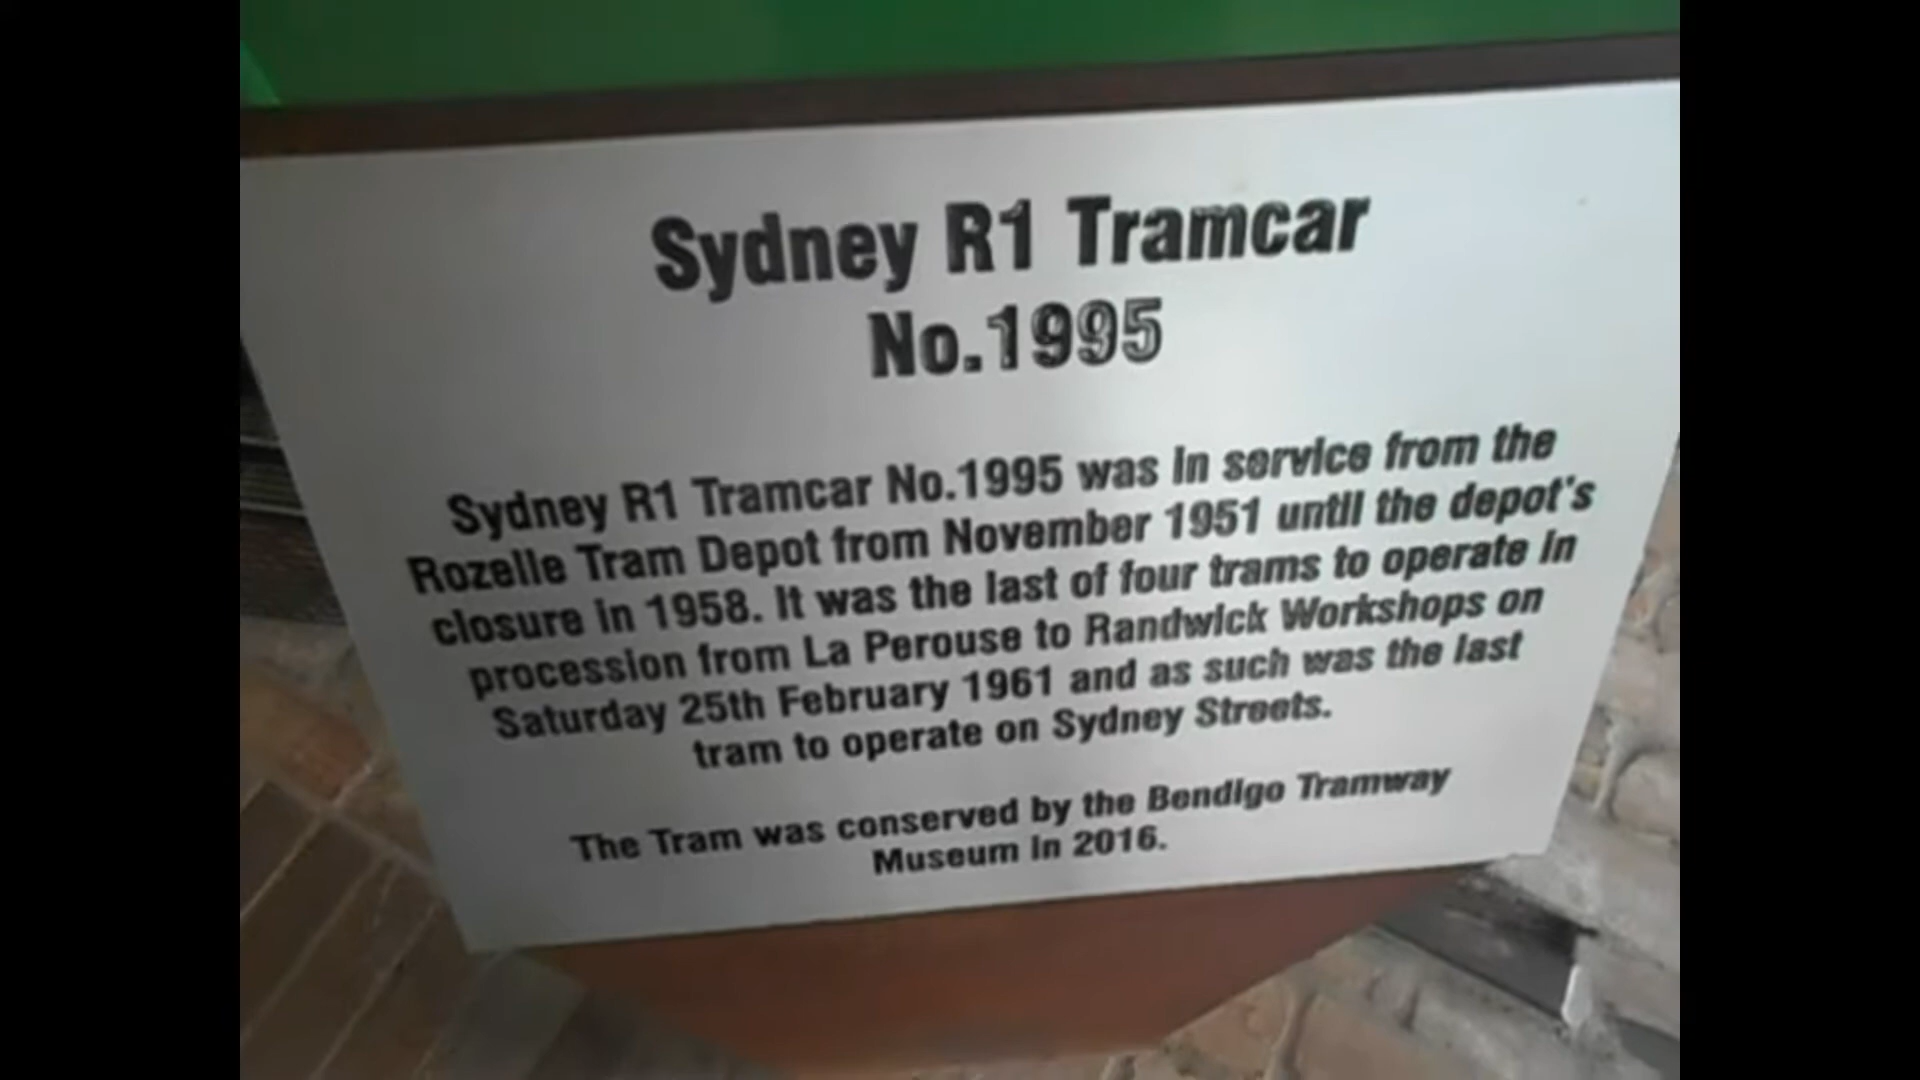 Sydney R1 Tramcar
No.1995
Sydney R1 Tramcar No.1995 was in service from the
Rozelle Tram Depot from November 1951 until the depot's
closure in 1958. It was the last of four trams to operate in
procession from La Perouse to Randwick Workshops on
Saturday 25th February 1961 and as such was the last
tram to operate on Sydney Streets.
The Tram was conserved by the Bendigo Tramway
Museum in 2016.